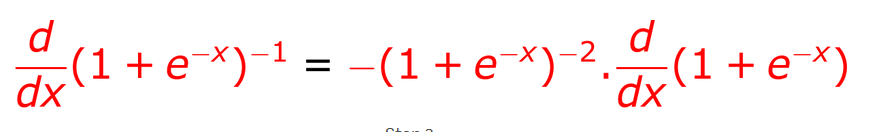 d/dx (1 + e^{−x})^{−1} = −(1 + e^{−x})^{−2} . d/dx (1 + e^{−x})